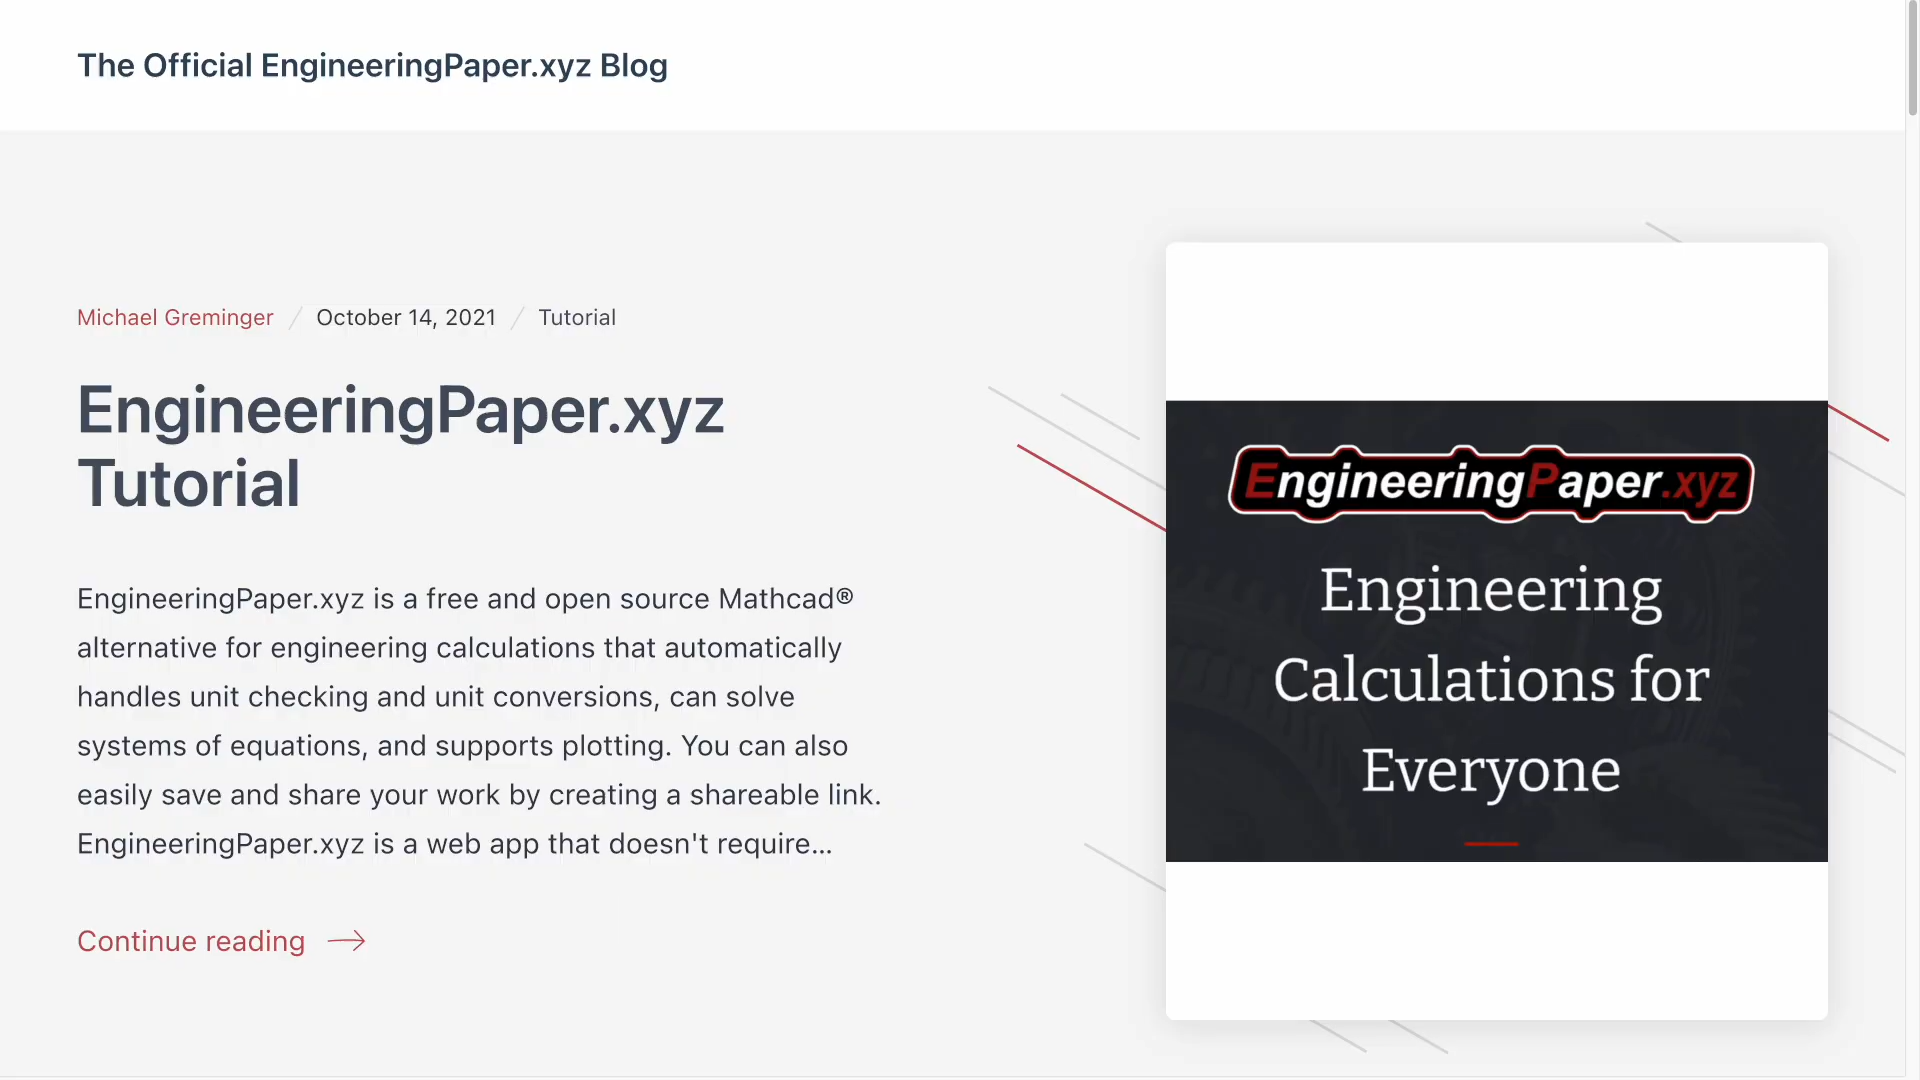 The Official EngineeringPaper.xyz Blog
Michael Greminger / October 14, 2021 / Tutorial
EngineeringPaper.xyz
Tutorial
EngineeringPaper.xyz is a free and open source Mathcad®
alternative for engineering calculations that automatically
handles unit checking and unit conversions, can solve
systems of equations, and supports plotting. You can also
easily save and share your work by creating a shareable link.
EngineeringPaper.xyz is a web app that doesn't require...
Continue reading
EngineeringPaper.xyz
Engineering
Calculations for
Everyone